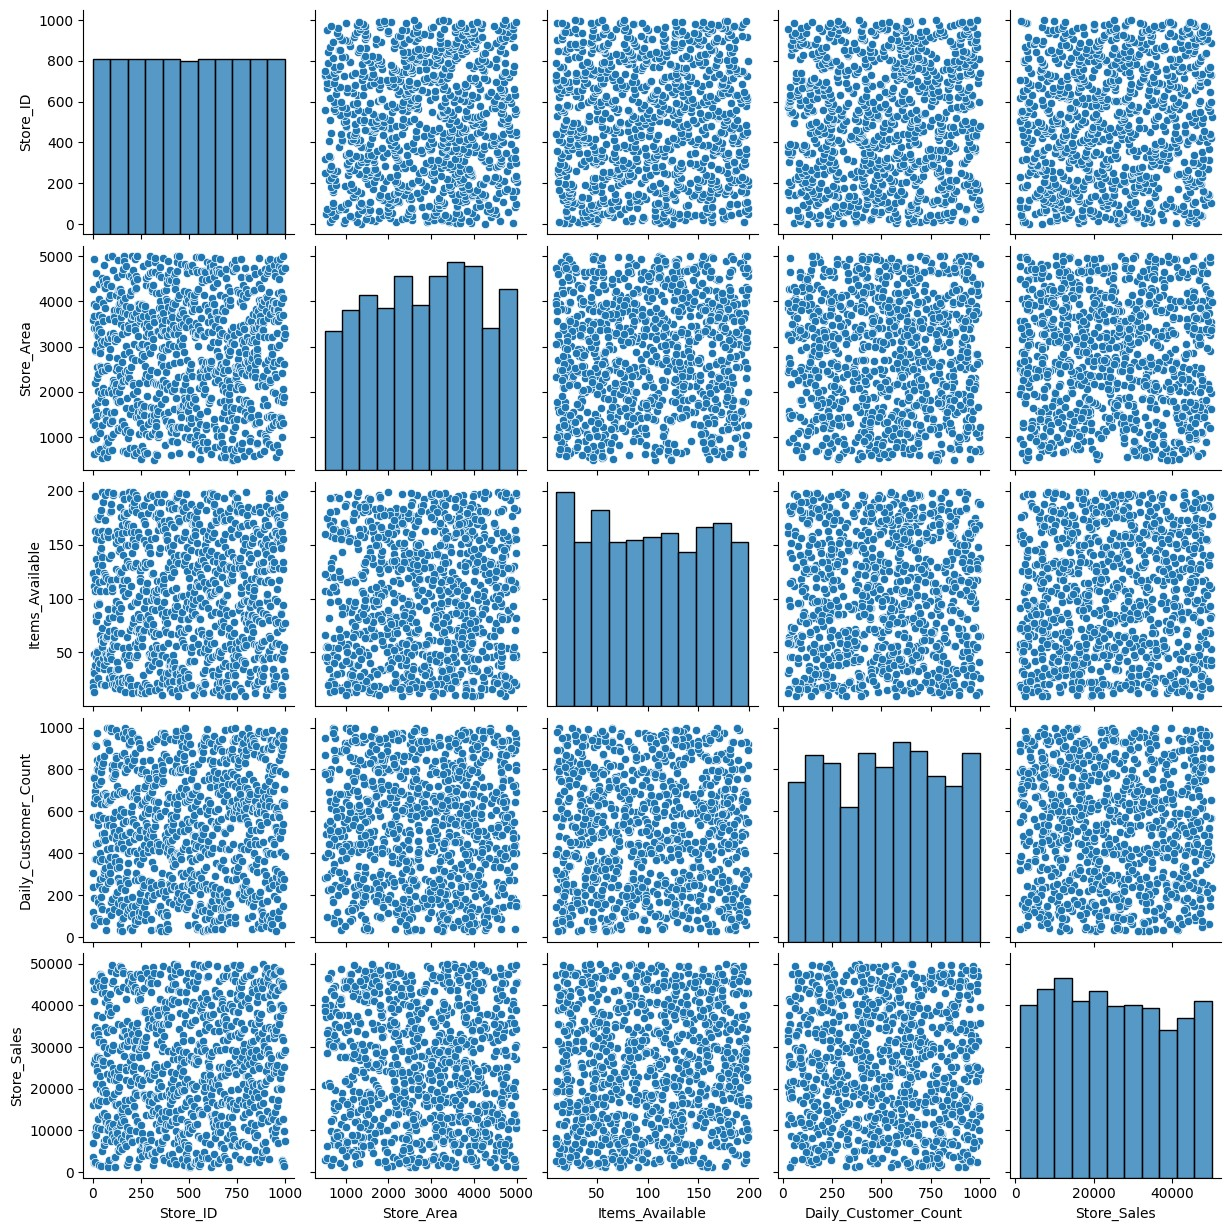 1000
800
600
400
200
0
Store_ID
5000
4000
3000
2000
1000
Store_Area
200
150
100
50
Items_Available
1000
800
600
400
200
0
Daily_Customer_Count
50000
40000
30000
20000
10000
0
Store_Sales
0 250 500 750 1000
Store_ID
1000 2000 3000 4000 5000
Store_Area
50 100 150 200
Items_Available
0 250 500 750 1000
Daily_Customer_Count
0 20000 40000
Store_Sales